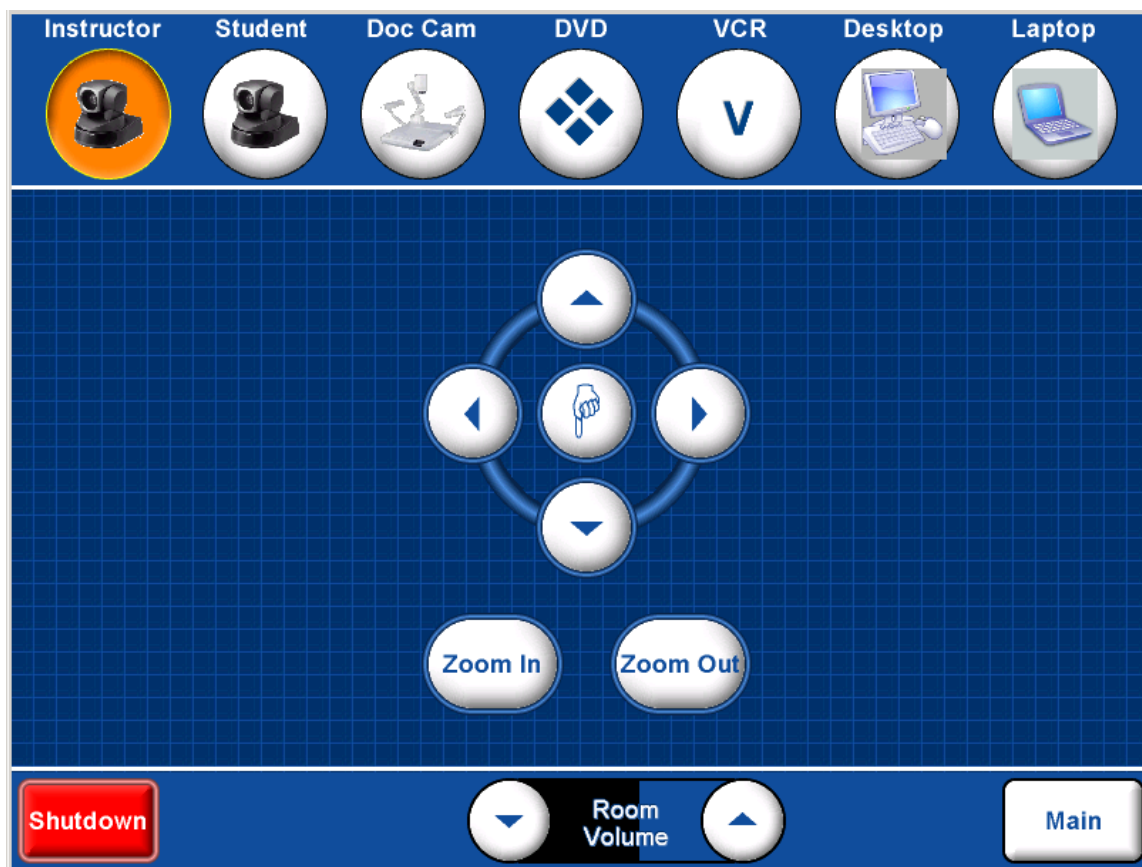 Instructor
Student
Doc Cam
DVD
VCR
Desktop
Laptop
V
Zoom In
Zoom Out
Shutdown
Room
Volume
Main